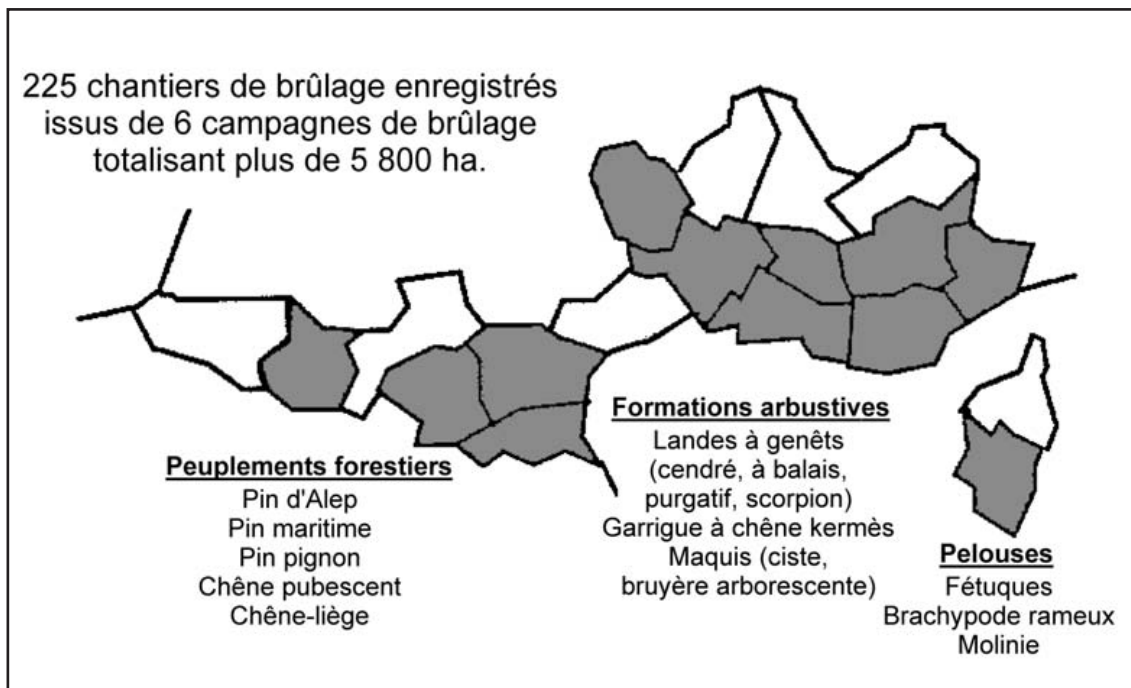 225 chantiers de brûlage enregistrés
issus de 6 campagnes de brûlage
totalisant plus de 5 800 ha.
Peuplements forestiers
Pin d'Alep
Pin maritime
Pin pignon
Chêne pubescent
Chêne-liège
Formations arbustives
Landes à genêts
(cendré, à balais,
purgatif, scorpion)
Garrigue à chêne kermès
Maquis (ciste,
bruyère arborescente)
Pelouses
Fétuques
Brachypode rameux
Molinie